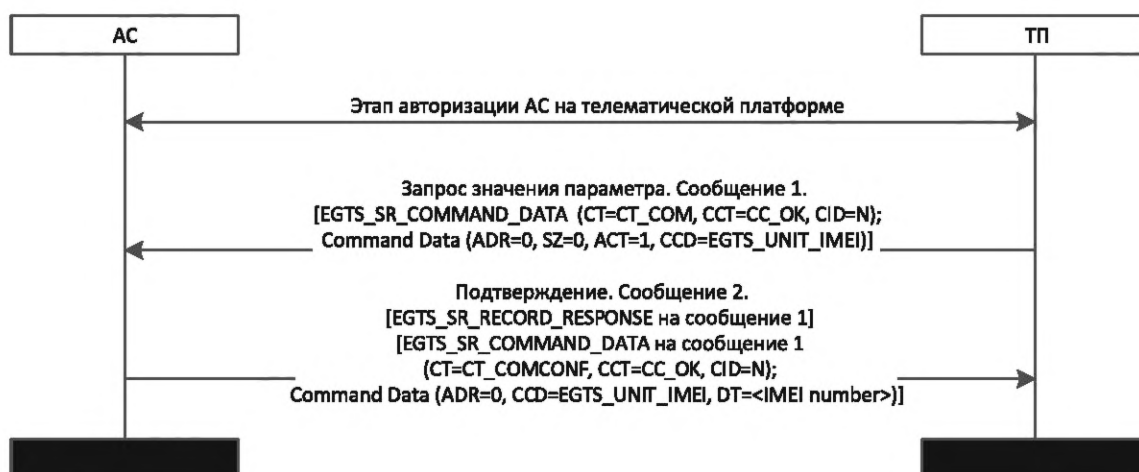 АС
ТП
Этап авторизации АС на телематической платформе
Запрос значения параметра. Сообщение 1.
[EGTS_SR_COMMAND_DATA (CT=CT_COM, CCT=CC_OK, CID=N);
Command Data (ADR=0, SZ=0, ACT=1, CCD=EGTS_UNIT_IMEI)]
Подтверждение. Сообщение 2.
[EGTS_SR_RECORD_RESPONSE на сообщение 1]
[EGTS_SR_COMMAND_DATA на сообщение 1
(CT=CT_COMCONF, CCT=CC_OK, CID=N);
Command Data (ADR=0, CCD=EGTS_UNIT_IMEI, DT=<IMEI number>)]